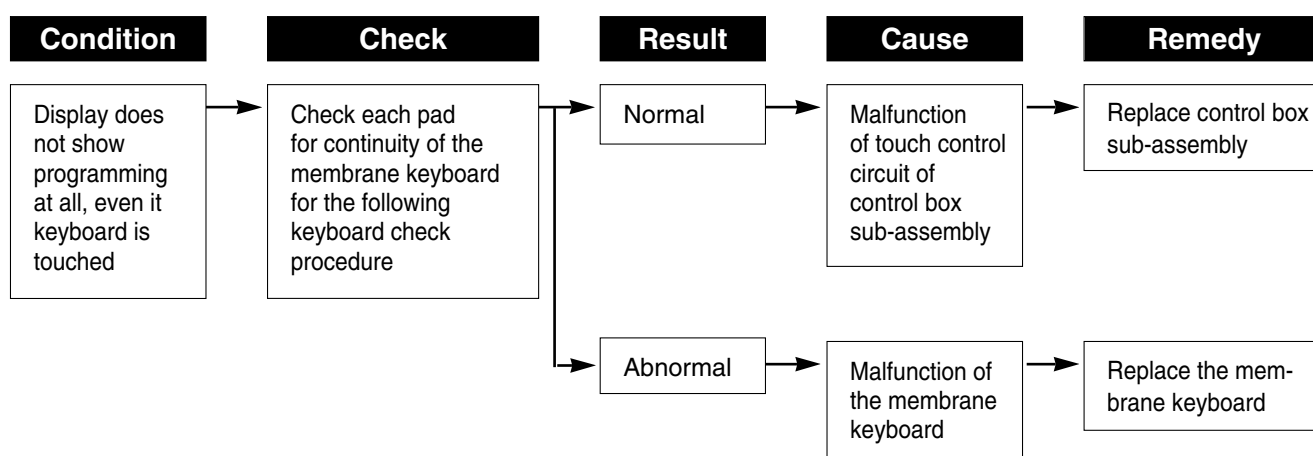 Condition
Check
Result
Cause
Remedy
Display does
not show
programming
at all, even it
keyboard is
touched
Check each pad
for continuity of the
membrane keyboard
for the following
keyboard check
procedure
Normal
Malfunction
of touch control
circuit of
control box
sub-assembly
Replace control box
sub-assembly
Abnormal
Malfunction of
the membrane
keyboard
Replace the mem-
brane keyboard